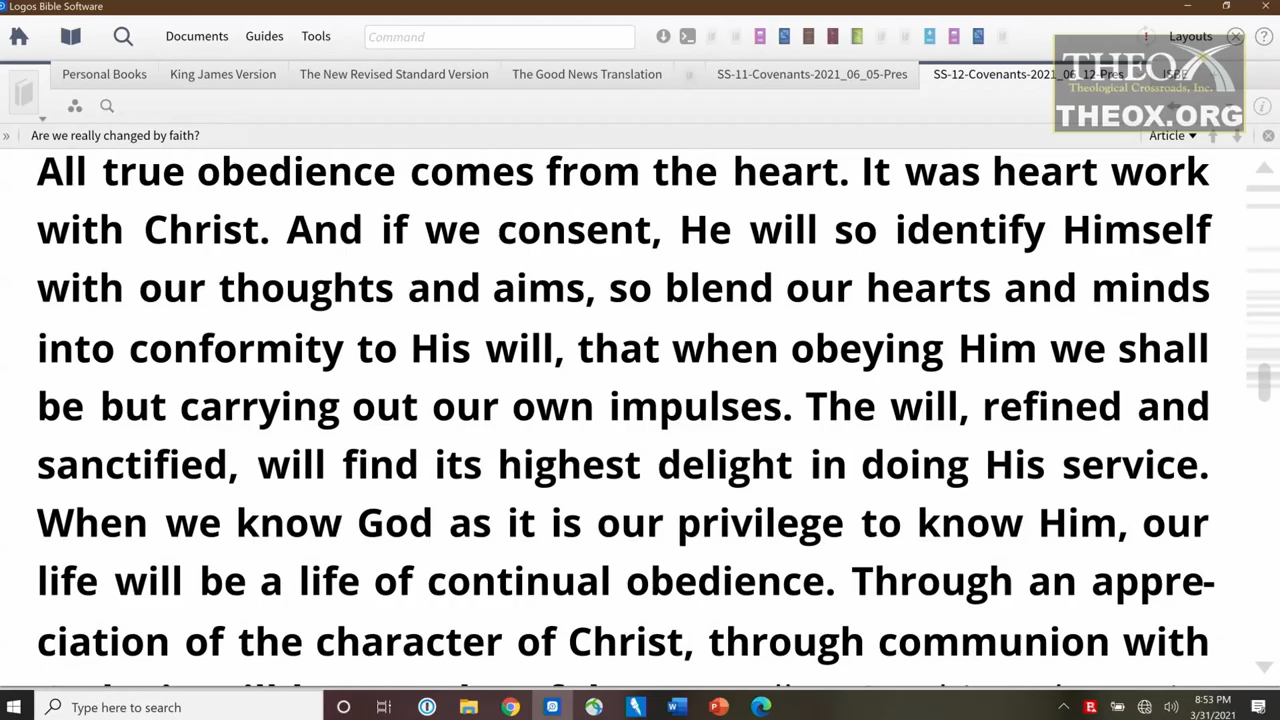 Logos Bible Software
Documents Guides Tools Command Layouts
Personal Books King James Version The New Revised Standard Version The Good News Translation SS-11-Covenants-2021_06_05-Pres SS-12-Covenants-2021_06_12-Pres ISBE
THEOX
Theological Crossroads, Inc.
THEOX.ORG
» Are we really changed by faith? Article
All true obedience comes from the heart. It was heart work
with Christ. And if we consent, He will so identify Himself
with our thoughts and aims, so blend our hearts and minds
into conformity to His will, that when obeying Him we shall
be but carrying out our own impulses. The will, refined and
sanctified, will find its highest delight in doing His service.
When we know God as it is our privilege to know Him, our
life will be a life of continual obedience. Through an appre-
ciation of the character of Christ, through communion with
Type here to search
8:53 PM
3/31/2021